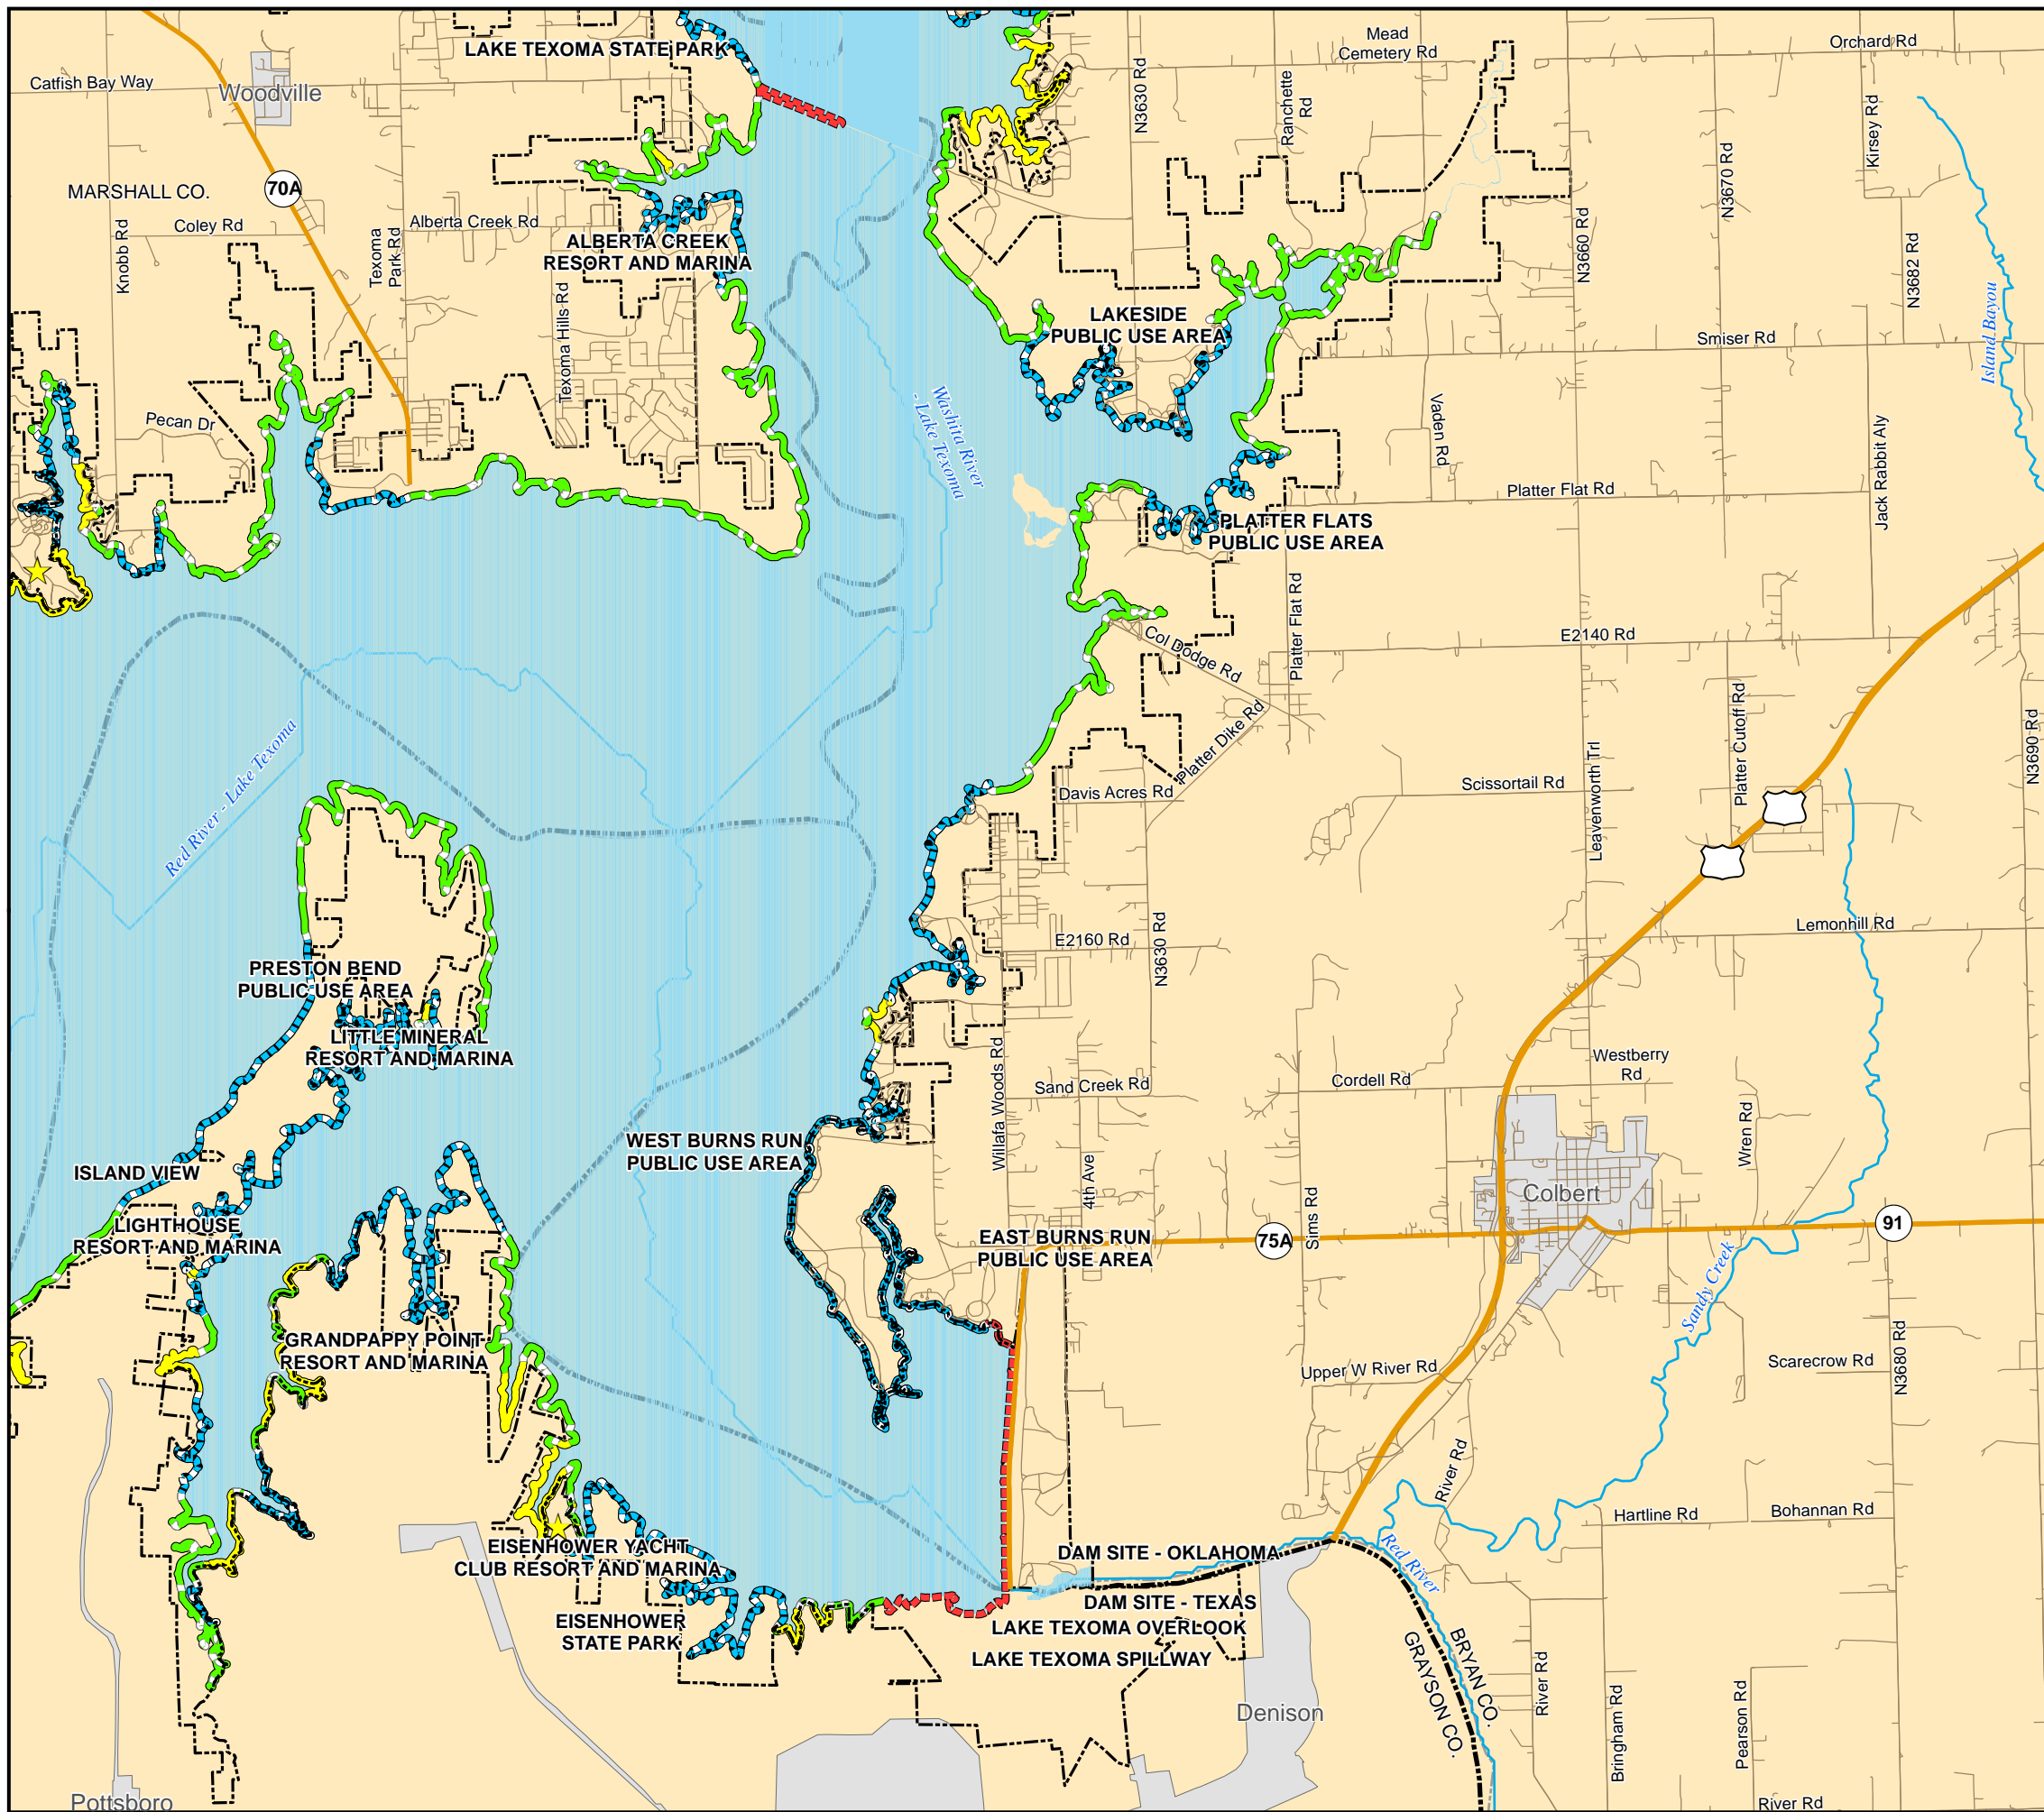 LAKE TEXOMA STATE PARK
Mead
Cemetery Rd
Orchard Rd
Catfish Bay Way
Woodville
N3630 Rd
Ranchette
Rd
Kirsey Rd
N3670 Rd
MARSHALL CO.
70A
Coley Rd
Knobb Rd
Texoma
Park Rd
Alberta Creek Rd
ALBERTA CREEK
RESORT AND MARINA
Texoma Hills Rd
N3660 Rd
N3682 Rd
Island Bayou
LAKESIDE
PUBLIC USE AREA
Smiser Rd
Pecan Dr
Washita River
- Lake Texoma
Vaden Rd
Jack Rabbit Aly
Platter Flat Rd
PLATTER FLATS
PUBLIC USE AREA
Platter Flat Rd
Col Dodge Rd
E2140 Rd
Platter Cutoff Rd
N3690 Rd
Red River - Lake Texoma
Platter Dike Rd
Leavenworth Trl
Davis Acres Rd
Scissortail Rd
Lemonhill Rd
E2160 Rd
N3630 Rd
PRESTON BEND
PUBLIC USE AREA
LITTLE MINERAL
RESORT AND MARINA
Willafa Woods Rd
Sand Creek Rd
Cordell Rd
Westberry
Rd
Wren Rd
WEST BURNS RUN
PUBLIC USE AREA
4th Ave
Sims Rd
ISLAND VIEW
Colbert
LIGHTHOUSE
RESORT AND MARINA
EAST BURNS RUN
PUBLIC USE AREA
75A
91
Sandy Creek
GRANDPAPPY POINT
RESORT AND MARINA
Upper W River Rd
Scarecrow Rd
N3680 Rd
River Rd
Hartline Rd
Bohannan Rd
EISENHOWER YACHT
CLUB RESORT AND MARINA
DAM SITE - OKLAHOMA
Red River
DAM SITE - TEXAS
EISENHOWER
STATE PARK
LAKE TEXOMA OVERLOOK
LAKE TEXOMA SPILLWAY
BRYAN CO.
GRAYSON CO.
River Rd
Bringham Rd
Pearson Rd
Denison
Pottsboro
River Rd